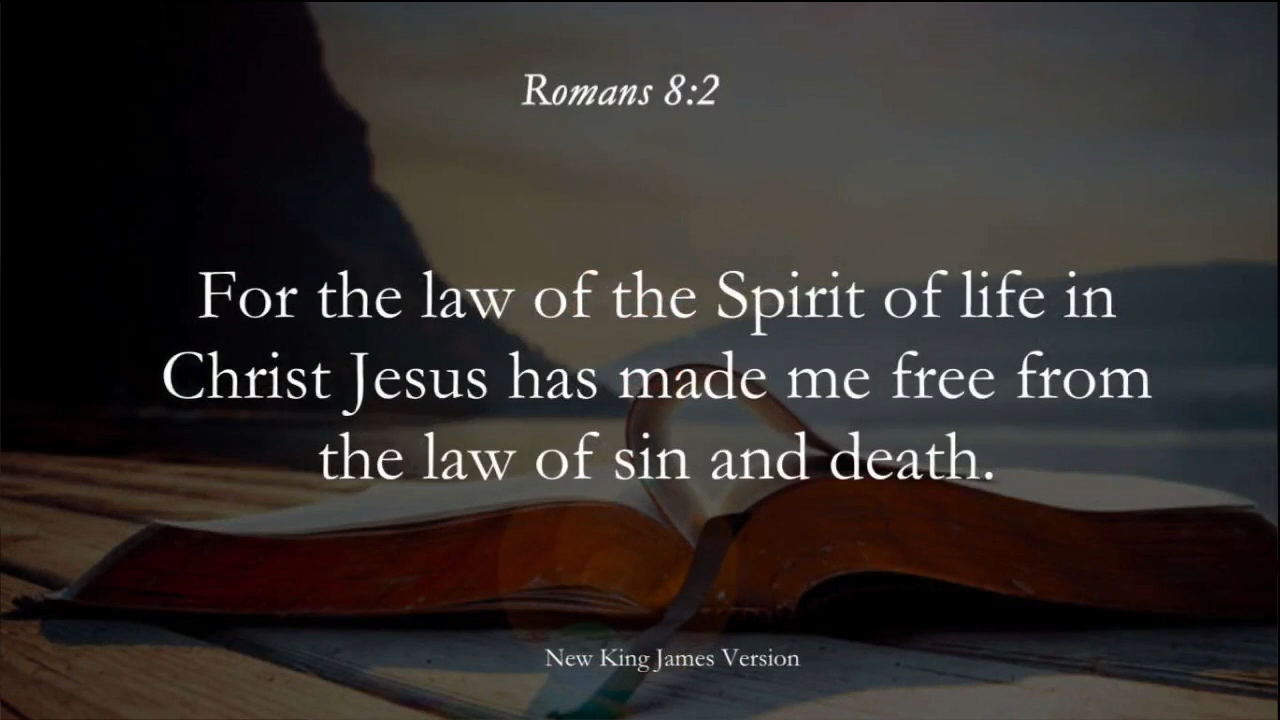 Romans 8:2
For the law of the Spirit of life in
Christ Jesus has made me free from
the law of sin and death.
New King James Version